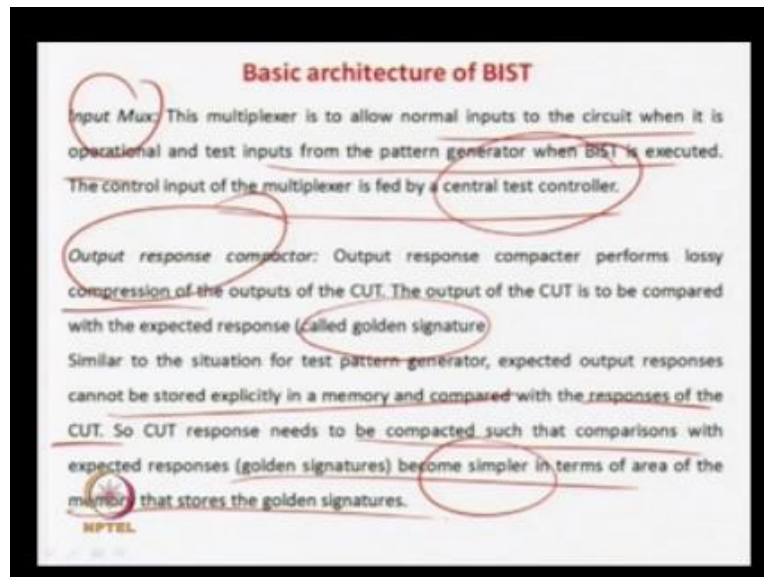 Basic architecture of BIST
Input Mux: This multiplexer is to allow normal inputs to the circuit when it is
operational and test inputs from the pattern generator when BIST is executed.
The control input of the multiplexer is fed by a central test controller.
Output response compactor: Output response compacter performs lossy
compression of the outputs of the CUT. The output of the CUT is to be compared
with the expected response (called golden signature)
Similar to the situation for test pattern generator, expected output responses
cannot be stored explicitly in a memory and compared with the responses of the
CUT. So CUT response needs to be compacted such that comparisons with
expected responses (golden signatures) become simpler in terms of area of the
memory that stores the golden signatures.
NPTEL